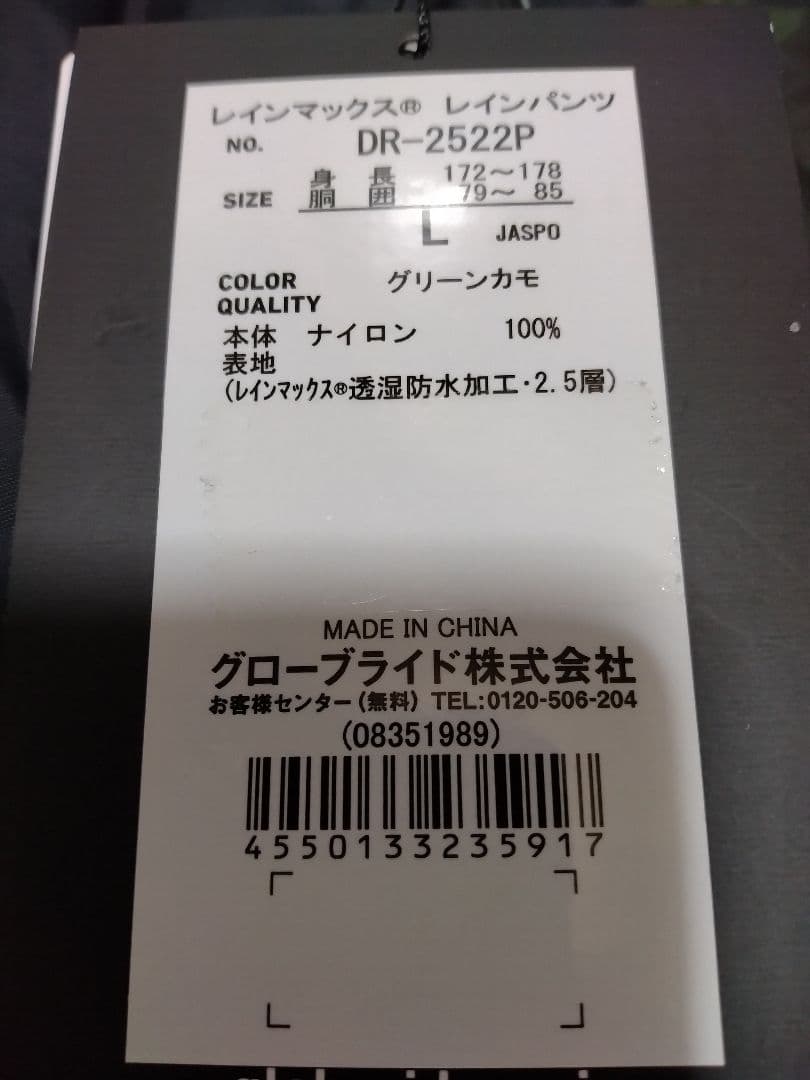 レインマックス® レインパンツ
NO. DR-2522P
身長 172～178
SIZE 胴囲 79～ 85
L JASPO
COLOR グリーンカモ
QUALITY
本体 ナイロン 100%
表地
(レインマックス®透湿防水加工・2.5層)
MADE IN CHINA
グローブライド株式会社
お客様センター(無料) TEL:0120-506-204
(08351989)
4550133235917